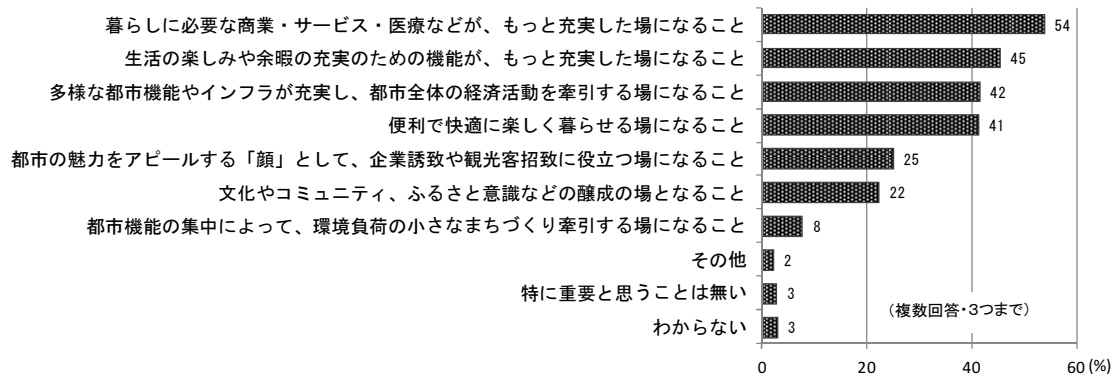 暮らしに必要な商業・サービス・医療などが、もっと充実した場になること 54
生活の楽しみや余暇の充実のための機能が、もっと充実した場になること 45
多様な都市機能やインフラが充実し、都市全体の経済活動を牽引する場になること 42
便利で快適に楽しく暮らせる場になること 41
都市の魅力をアピールする「顔」として、企業誘致や観光客招致に役立つ場になること 25
文化やコミュニティ、ふるさと意識などの醸成の場となること 22
都市機能の集中によって、環境負荷の小さなまちづくり牽引する場になること 8
その他 2
特に重要と思うことは無い 3
(複数回答・3つまで)
わからない 3
0 20 40 60 (%)